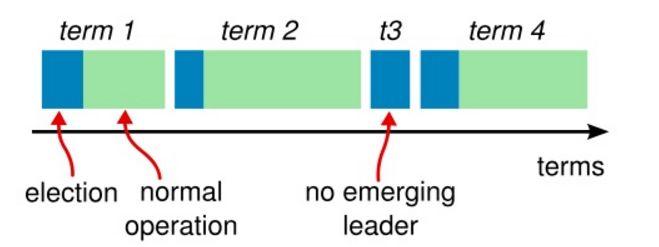 term 1
term 2
t3
term 4
terms
election
normal
operation
no emerging
leader